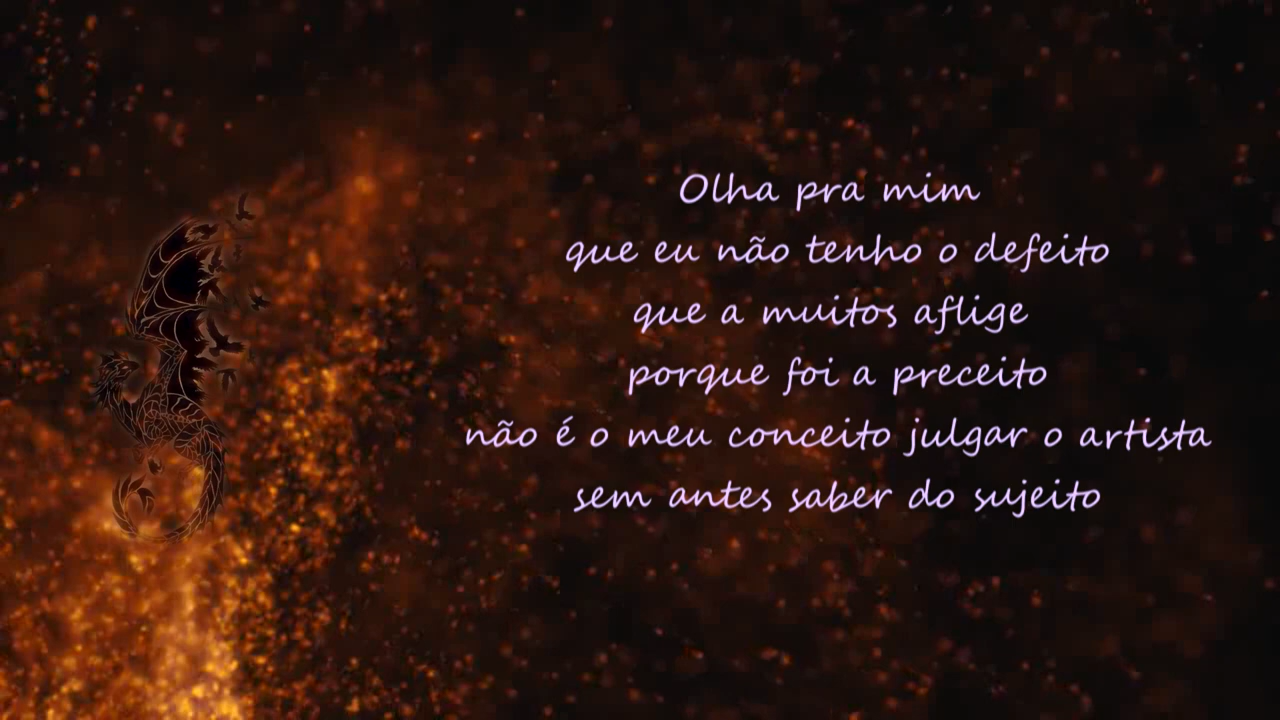 Olha pra mim
que eu não tenho o defeito
que a muitos aflige
porque foi a preceito
não é o meu conceito julgar o artista
sem antes saber do sujeito